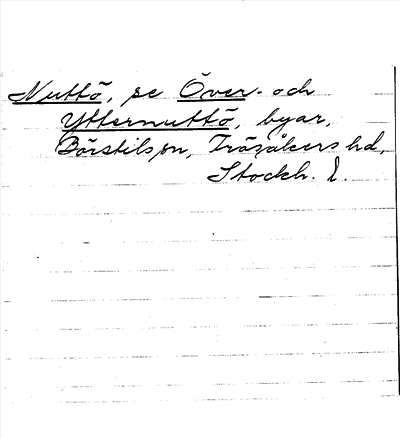 Nuttö, se Över- och
Ytternuttö, byar,
Börstils sn, Frösåkers hd,
Stockh. l.